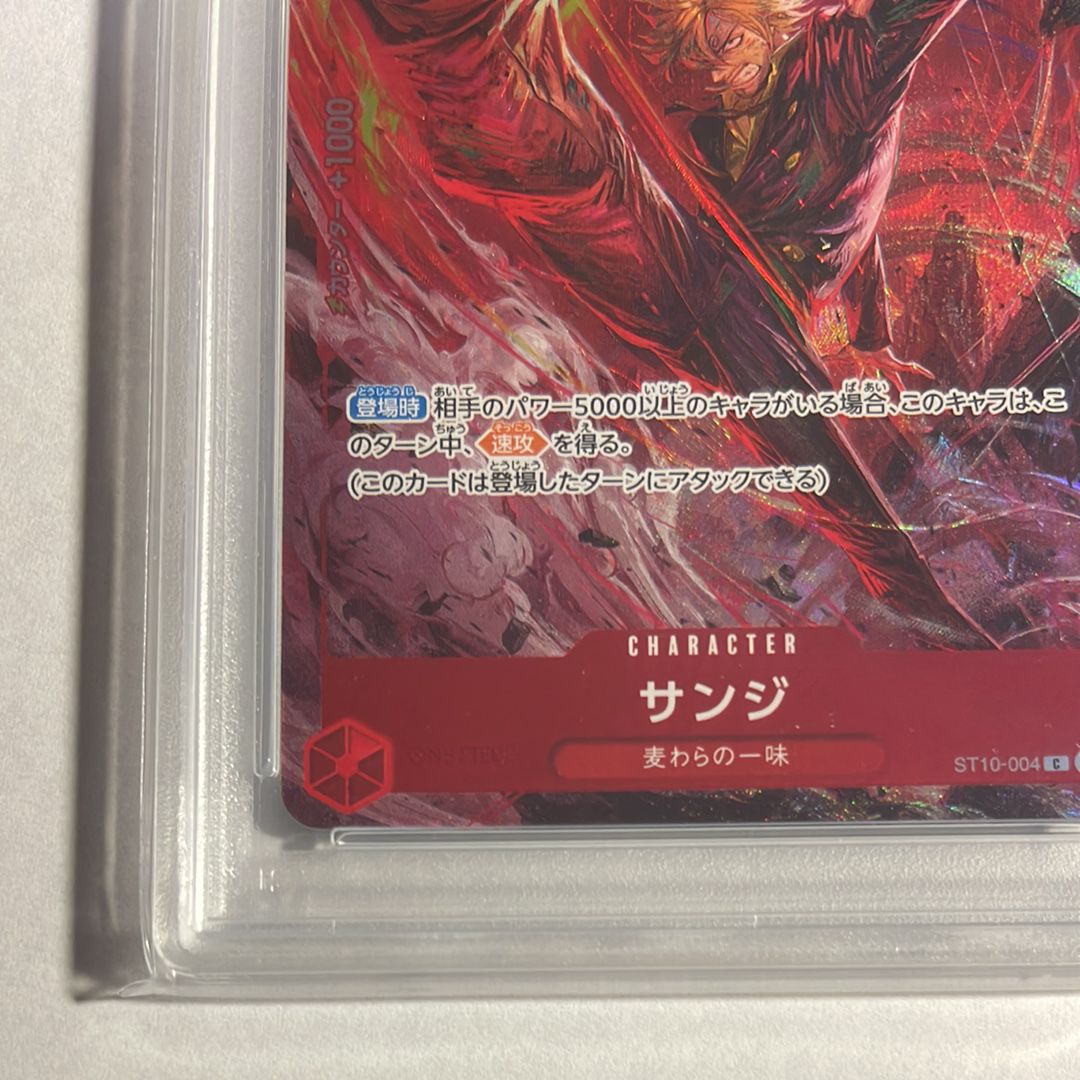 カウンター +1000
登場時 相手のパワー5000以上のキャラがいる場合、このキャラは、こ
のターン中、速攻 を得る。
(このカードは登場したターンにアタックできる)
CHARACTER
サンジ
麦わらの一味
ST10-004 C